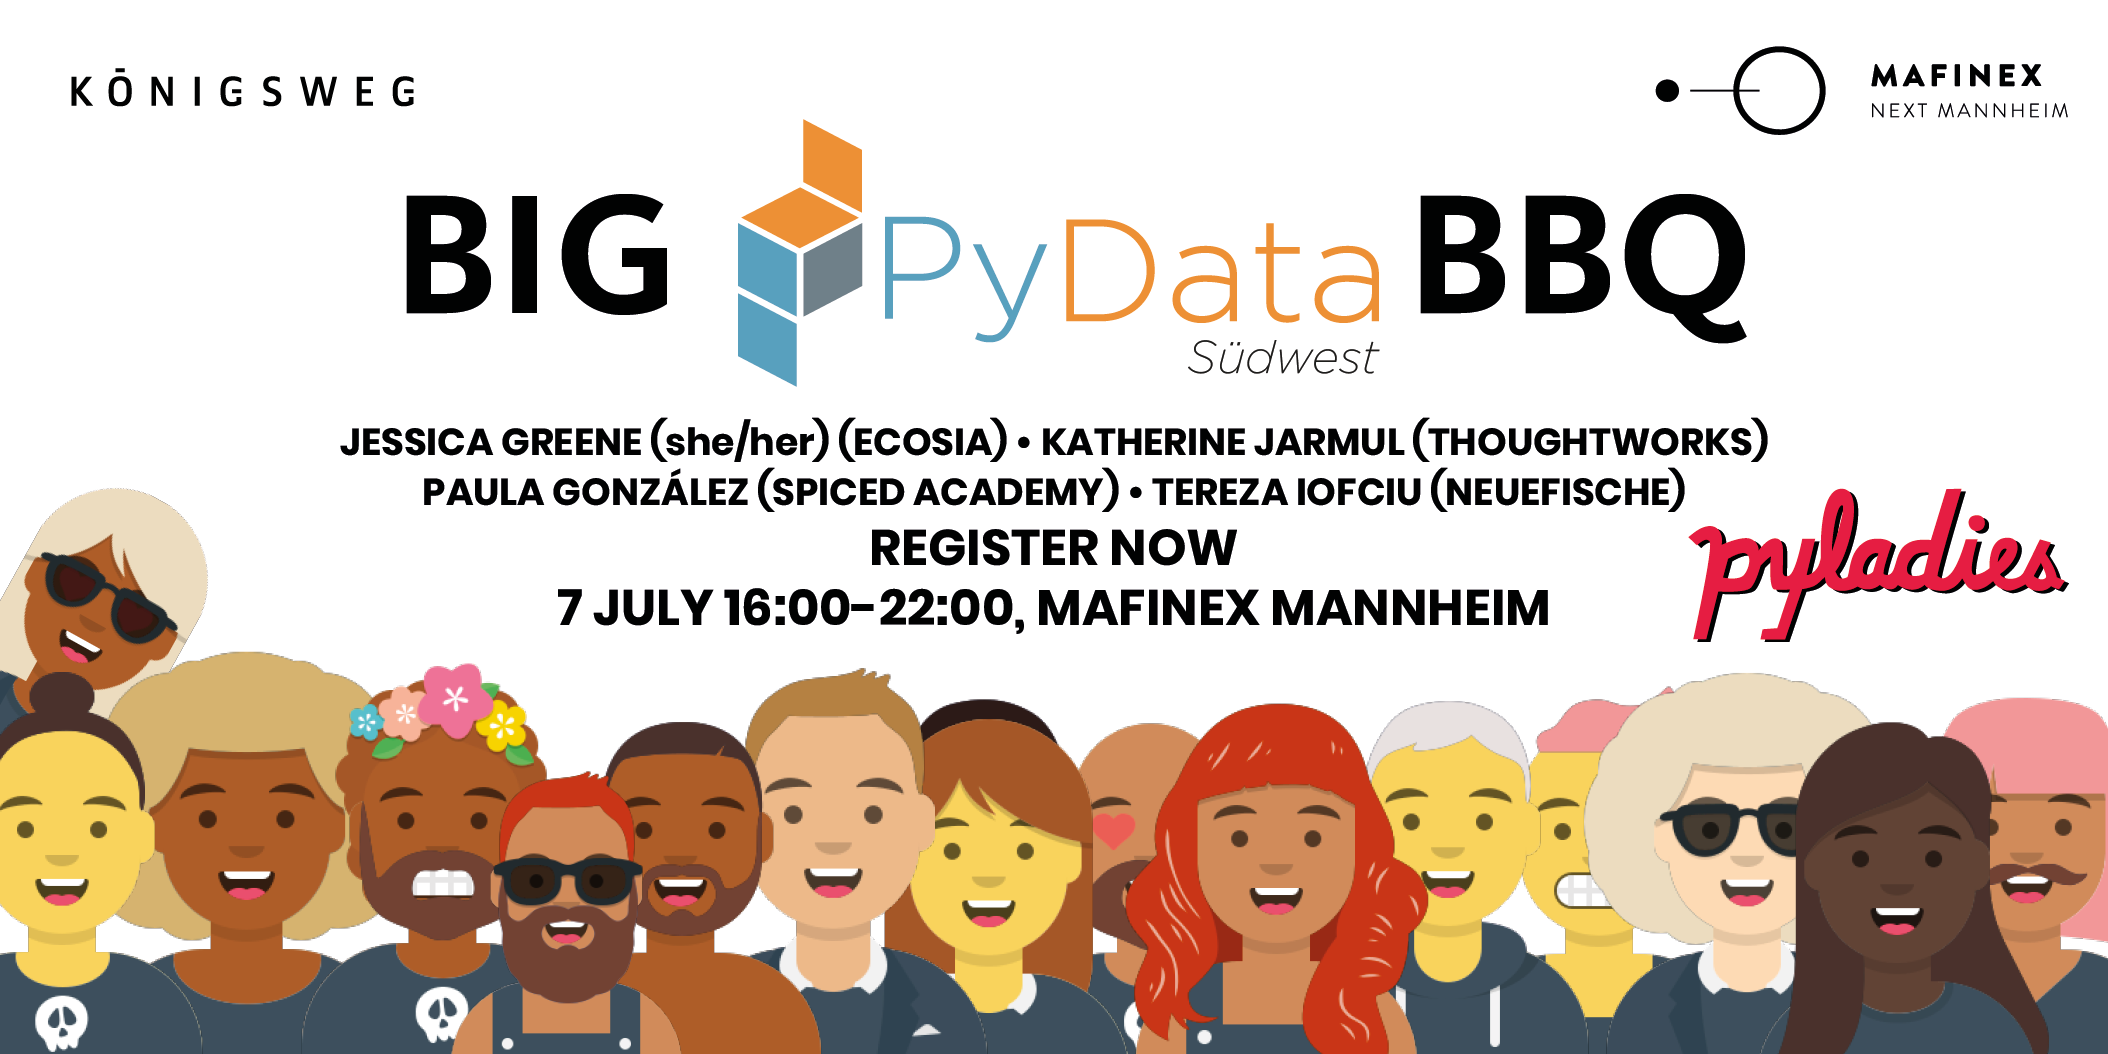 KŌNIGSWEG
MAFINEX
NEXT MANNHEIM
BIG PyData BBQ
Südwest
JESSICA GREENE (she/her) (ECOSIA) • KATHERINE JARMUL (THOUGHTWORKS)
PAULA GONZÁLEZ (SPICED ACADEMY) • TEREZA IOFCIU (NEUEFISCHE)
REGISTER NOW
7 JULY 16:00–22:00, MAFINEX MANNHEIM
pyladies